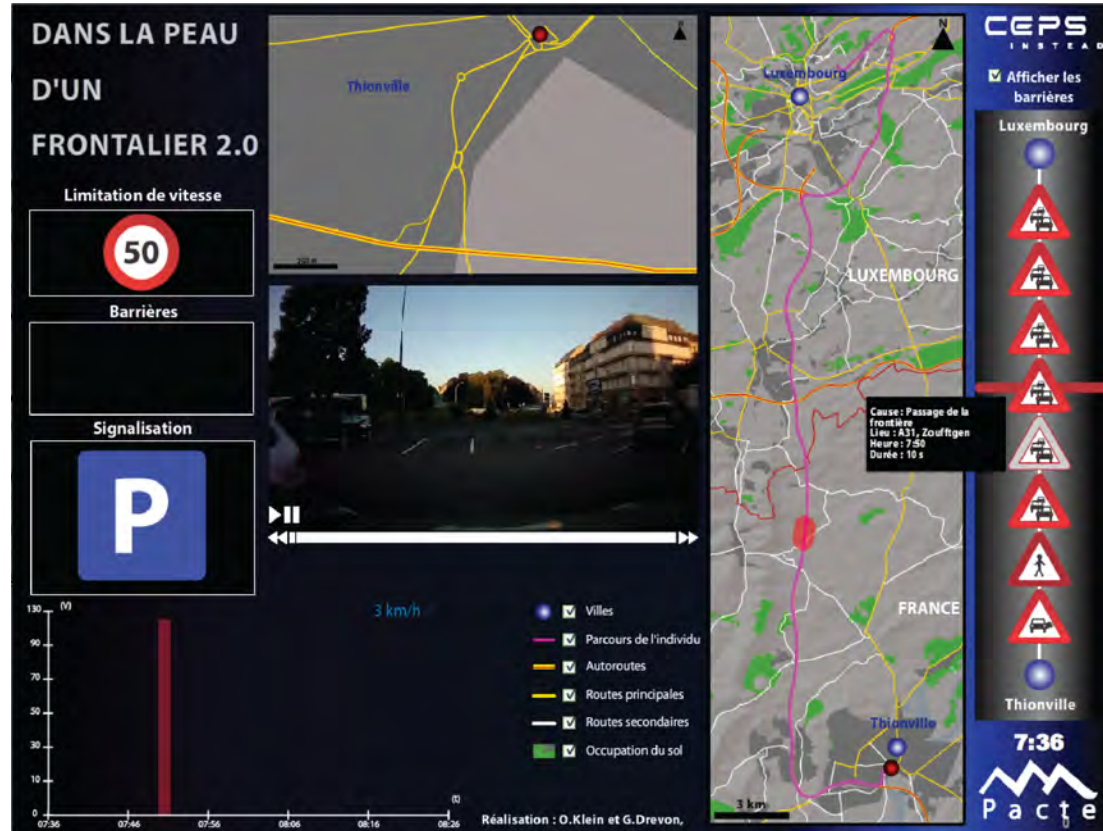 DANS LA PEAU
D'UN
FRONTALIER 2.0
Limitation de vitesse
50
Barrières
Signalisation
P
Thionville
250 m
N
Luxembourg
LUXEMBOURG
Cause : Passage de la
frontière
Lieu : A31, Zoufftgen
Heure : 7:50
Durée : 10 s
FRANCE
Thionville
3 km
CEPS
INSTEAD
Afficher les
barrières
Luxembourg
Thionville
7:36
Pacte
3 km/h
(V)
130
90
70
50
30
10
0
07:36
07:46
07:56
08:06
08:16
08:26
(t)
Villes
Parcours de l'individu
Autoroutes
Routes principales
Routes secondaires
Occupation du sol
Réalisation : O.Klein et G.Drevon,